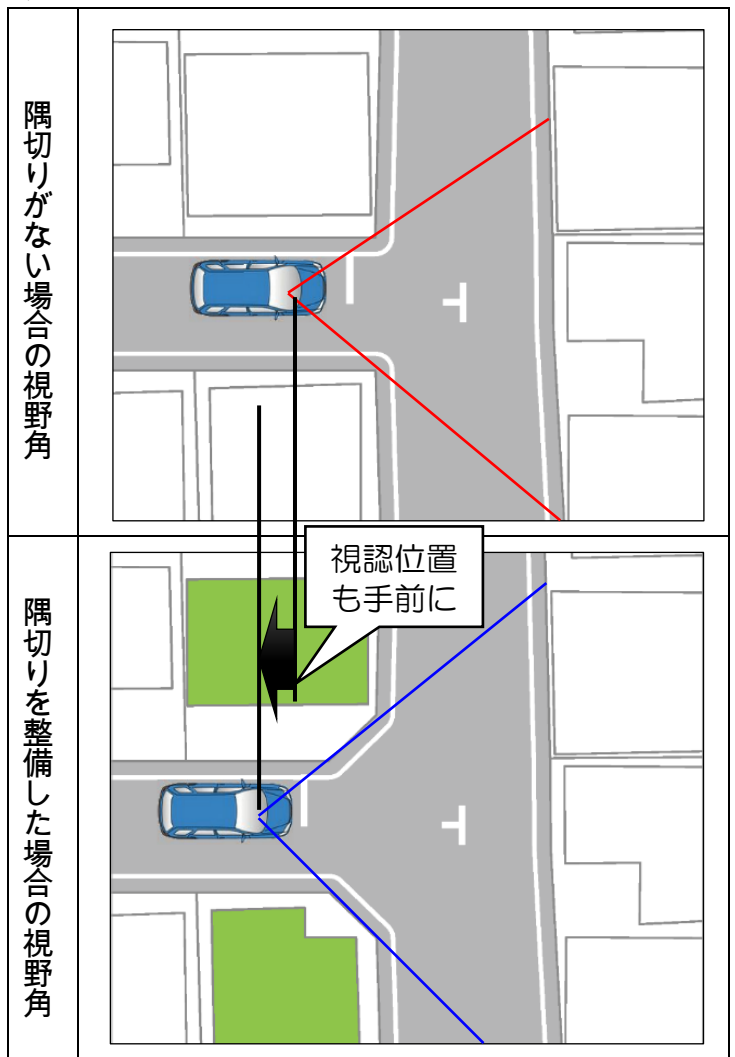 隅切りがない場合の視野角
視認位置
も手前に
隅切りを整備した場合の視野角